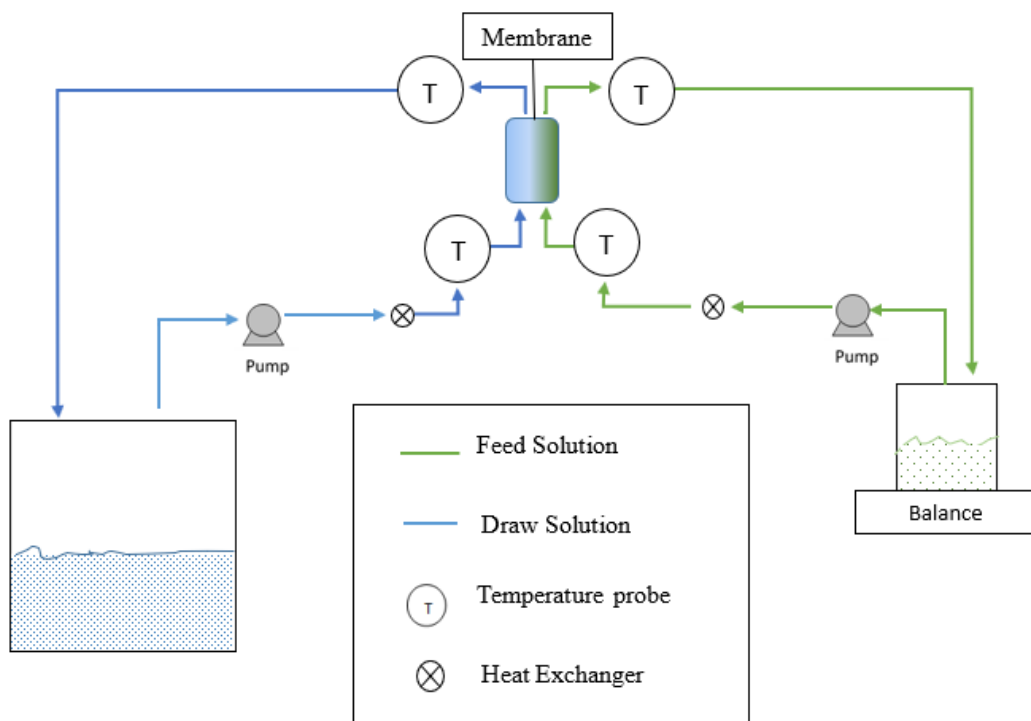 Membrane
T
T
T
T
Pump
Pump
Feed Solution
Draw Solution
T
Temperature probe
Heat Exchanger
Balance